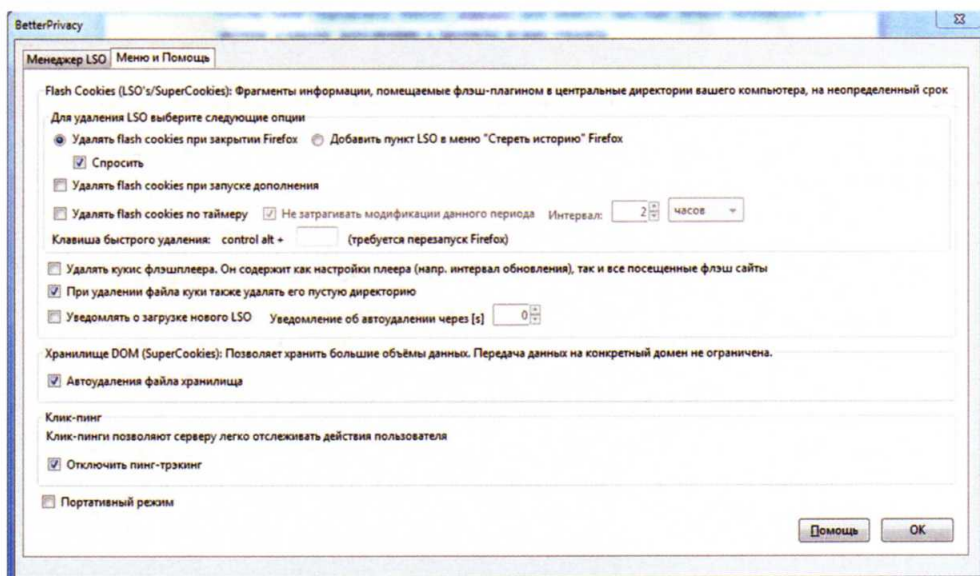 BetterPrivacy
Менеджер LSO
Меню и Помощь
Flash Cookies (LSO's/SuperCookies): Фрагменты информации, помещаемые флэш-плагином в центральные директории вашего компьютера, на неопределенный срок
Для удаления LSO выберите следующие опции
Удалять flash cookies при закрытии Firefox
Добавить пункт LSO в меню "Стереть историю" Firefox
Спросить
Удалять flash cookies при запуске дополнения
Удалять flash cookies по таймеру
Не затрагивать модификации данного периода
Интервал:
2
часов
Клавиша быстрого удаления: control alt +
(требуется перезапуск Firefox)
Удалять кукис флэшплеера. Он содержит как настройки плеера (напр. интервал обновления), так и все посещенные флэш сайты
При удалении файла куки также удалять его пустую директорию
Уведомлять о загрузке нового LSO
Уведомление об автоудалении через [s]
0
Хранилище DOM (SuperCookies): Позволяет хранить большие объёмы данных. Передача данных на конкретный домен не ограничена.
Автоудаления файла хранилища
Клик-пинг
Клик-пинги позволяют серверу легко отслеживать действия пользователя
Отключить пинг-трэкинг
Портативный режим
Помощь
OK